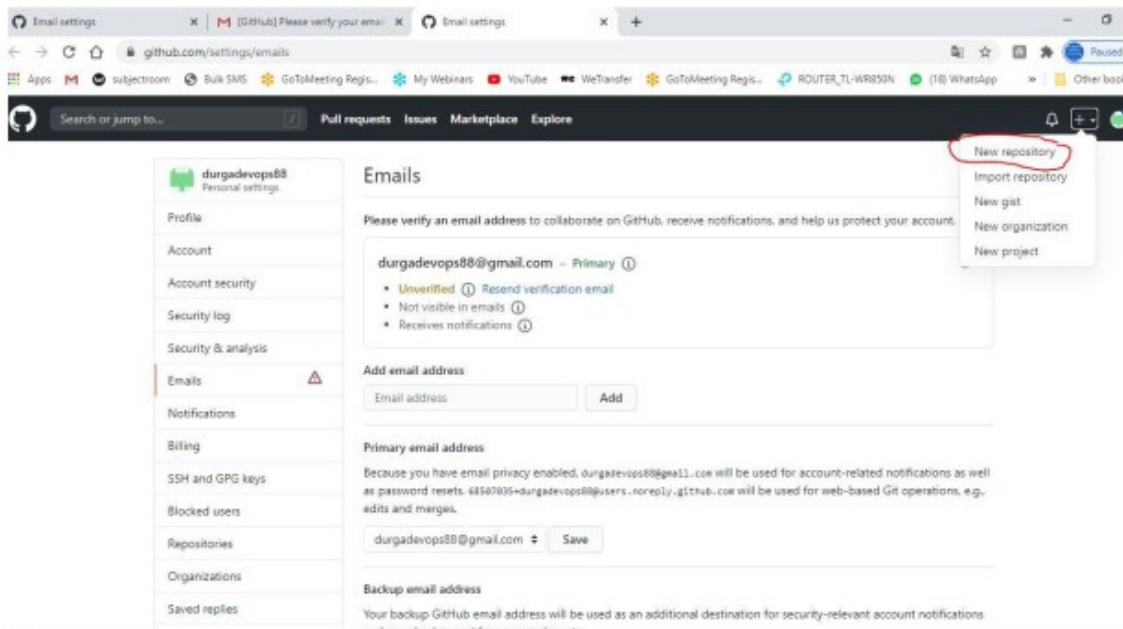 Email settings
[GitHub] Please verify your emai
Email settings
github.com/settings/emails
Paused
Apps
subjectroom
Bulk SMS
GoToMeeting Regis...
My Webinars
YouTube
WeTransfer
GoToMeeting Regis...
ROUTER_TL-WR850N
(18) WhatsApp
»
Other boo
Search or jump to...
/
Pull requests Issues Marketplace Explore
New repository
Import repository
New gist
New organization
New project
durgadevops88
Personal settings
Profile
Account
Account security
Security log
Security & analysis
Emails
Notifications
Billing
SSH and GPG keys
Blocked users
Repositories
Organizations
Saved replies
Emails
Please verify an email address to collaborate on GitHub, receive notifications, and help us protect your account.
durgadevops88@gmail.com – Primary
• Unverified Resend verification email
• Not visible in emails
• Receives notifications
Add email address
Email address
Add
Primary email address
Because you have email privacy enabled, durgadevops88@gmail.com will be used for account-related notifications as well
as password resets. 68507035+durgadevops88@users.noreply.github.com will be used for web-based Git operations, e.g.,
edits and merges.
durgadevops88@gmail.com
Save
Backup email address
Your backup GitHub email address will be used as an additional destination for security-relevant account notifications